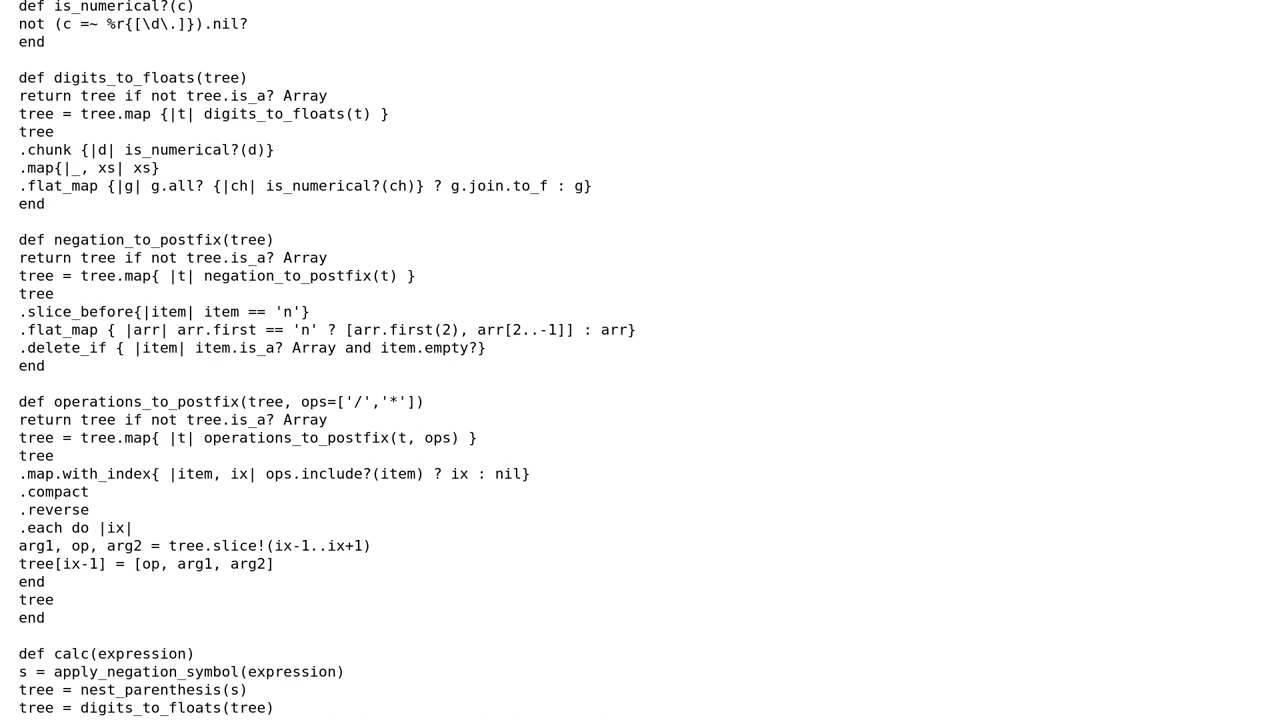 def is_numerical?(c)
not (c =~ %r{[\d\.]}).nil?
end

def digits_to_floats(tree)
return tree if not tree.is_a? Array
tree = tree.map {|t| digits_to_floats(t) }
tree
.chunk {|d| is_numerical?(d)}
.map{|_, xs| xs}
.flat_map {|g| g.all? {|ch| is_numerical?(ch)} ? g.join.to_f : g}
end

def negation_to_postfix(tree)
return tree if not tree.is_a? Array
tree = tree.map{ |t| negation_to_postfix(t) }
tree
.slice_before{|item| item == 'n'}
.flat_map { |arr| arr.first == 'n' ? [arr.first(2), arr[2..-1]] : arr}
.delete_if { |item| item.is_a? Array and item.empty?}
end

def operations_to_postfix(tree, ops=['/','*'])
return tree if not tree.is_a? Array
tree = tree.map{ |t| operations_to_postfix(t, ops) }
tree
.map.with_index{ |item, ix| ops.include?(item) ? ix : nil}
.compact
.reverse
.each do |ix|
arg1, op, arg2 = tree.slice!(ix-1..ix+1)
tree[ix-1] = [op, arg1, arg2]
end
tree
end

def calc(expression)
s = apply_negation_symbol(expression)
tree = nest_parenthesis(s)
tree = digits_to_floats(tree)